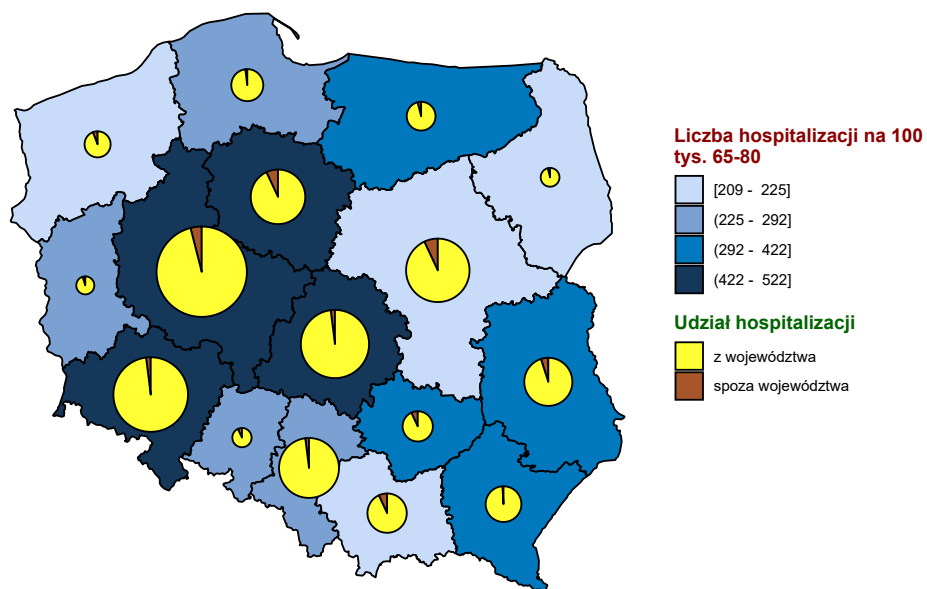 Liczba hospitalizacji na 100
tys. 65-80
[209 - 225]
(225 - 292]
(292 - 422]
(422 - 522]
Udział hospitalizacji
z województwa
spoza województwa